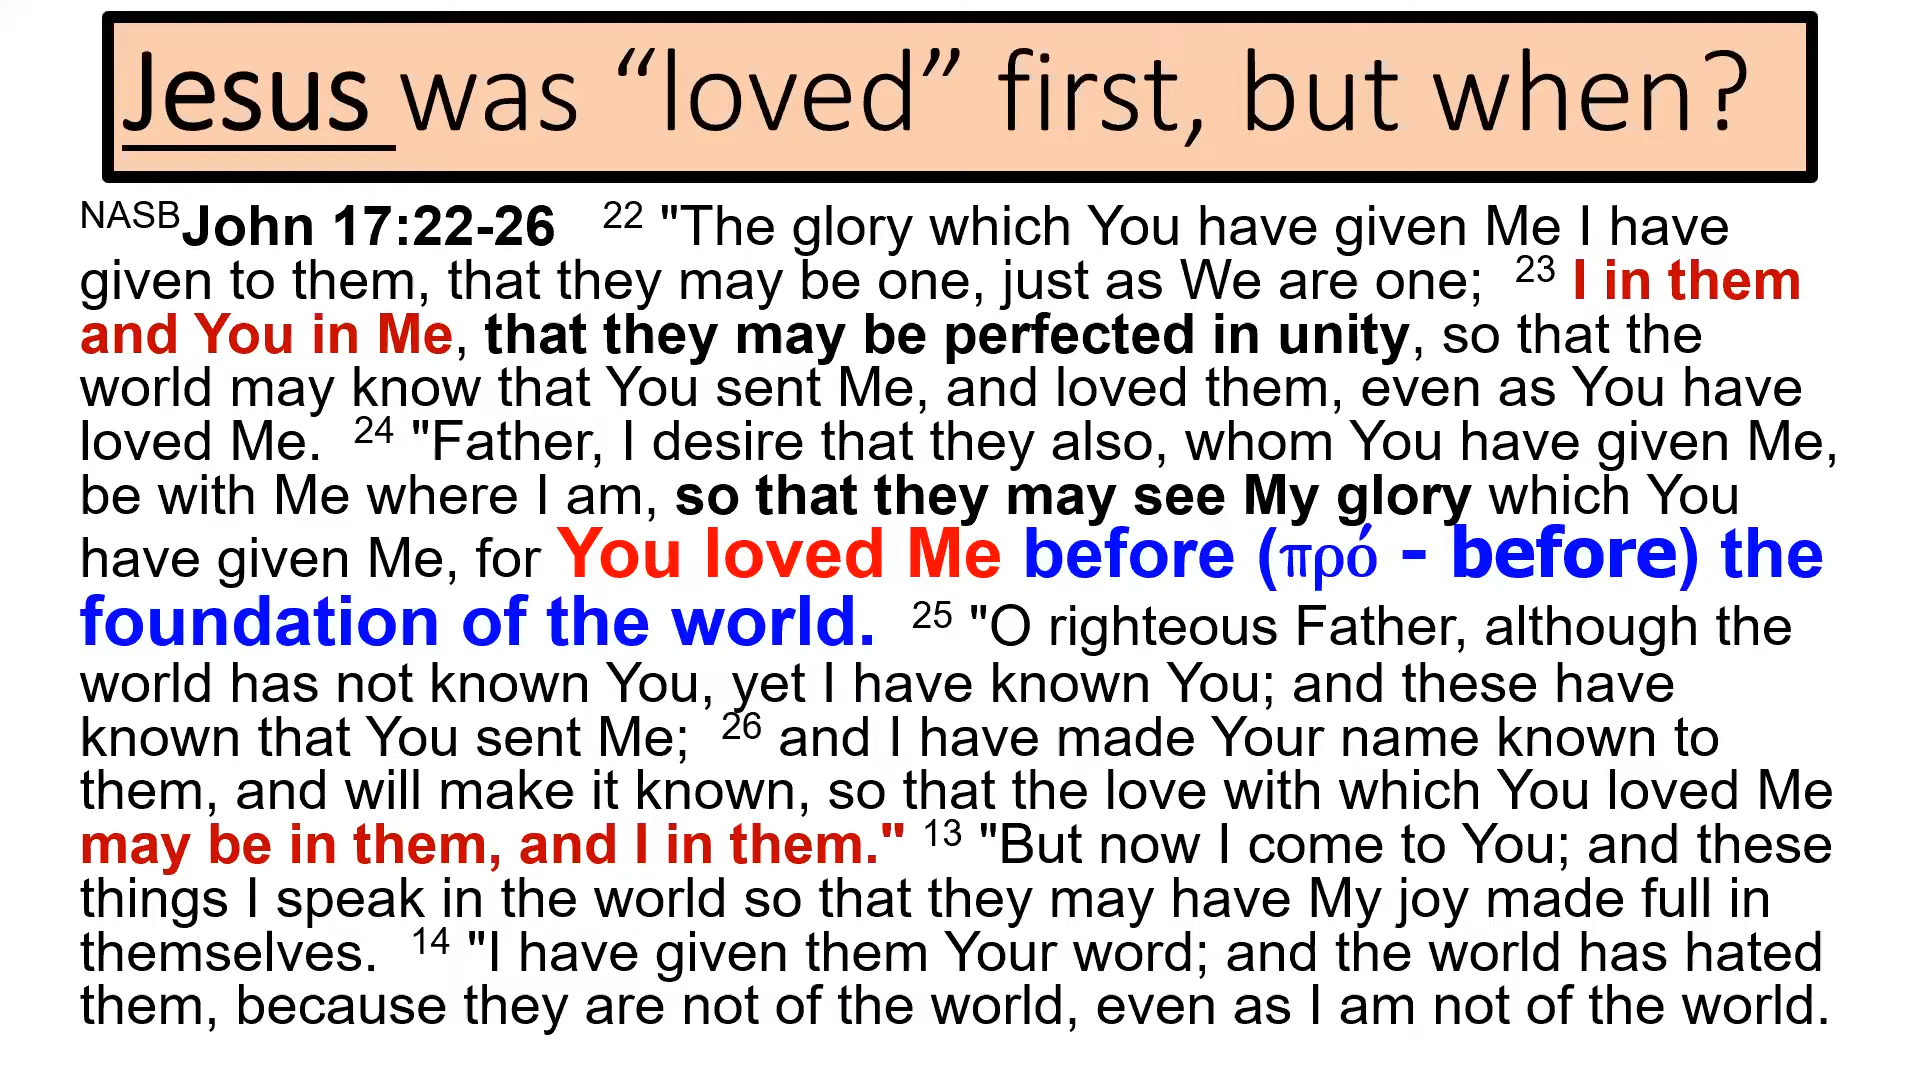 Jesus was “loved” first, but when?
NASBJohn 17:22-26 22 "The glory which You have given Me I have
given to them, that they may be one, just as We are one; 23 I in them
and You in Me, that they may be perfected in unity, so that the
world may know that You sent Me, and loved them, even as You have
loved Me. 24 "Father, I desire that they also, whom You have given Me,
be with Me where I am, so that they may see My glory which You
have given Me, for You loved Me before (πρό - before) the
foundation of the world. 25 "O righteous Father, although the
world has not known You, yet I have known You; and these have
known that You sent Me; 26 and I have made Your name known to
them, and will make it known, so that the love with which You loved Me
may be in them, and I in them." 13 "But now I come to You; and these
things I speak in the world so that they may have My joy made full in
themselves. 14 "I have given them Your word; and the world has hated
them, because they are not of the world, even as I am not of the world.